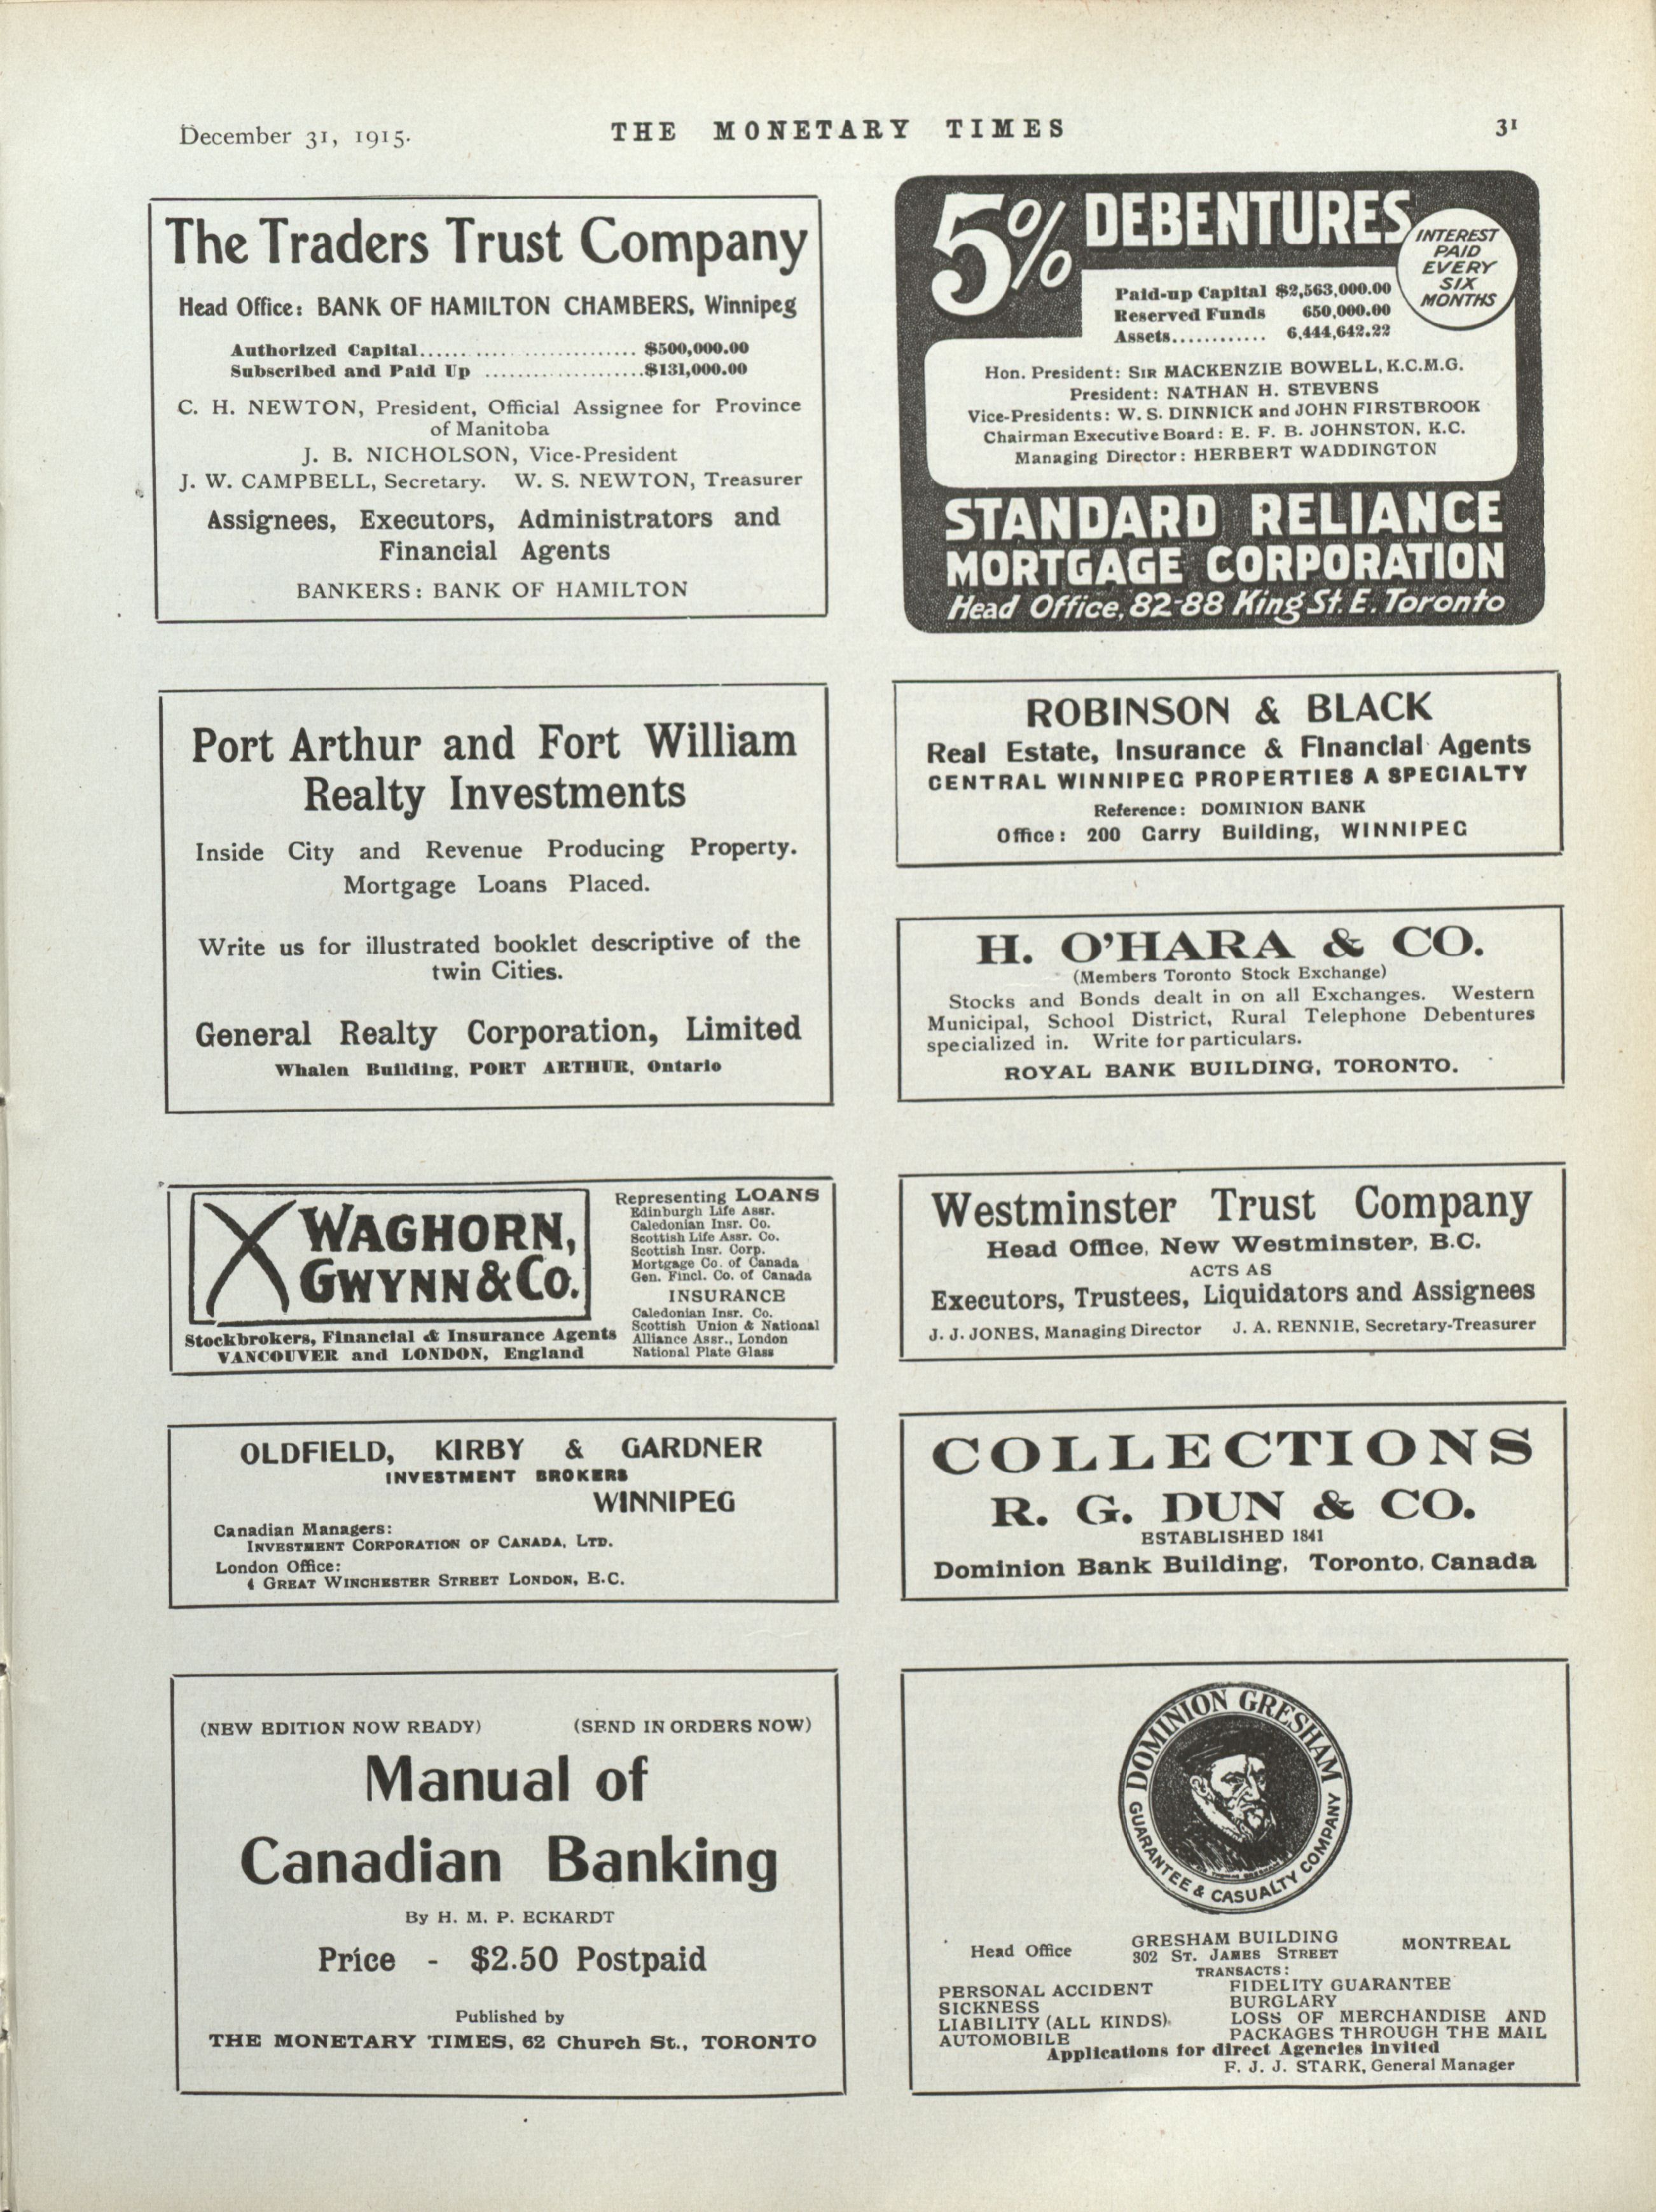 December 31, 1915.
THE MONETARY TIMES
31
The Traders Trust Company
Head Office: BANK OF HAMILTON CHAMBERS, Winnipeg
Authorized Capital...... ........ .................. $500,000.00
Subscribed and Paid Up ....................$131,000.00
C. H. NEWTON, President, Official Assignee for Province
of Manitoba
J. B. NICHOLSON, Vice-President
J. W. CAMPBELL, Secretary. W. S. NEWTON, Treasurer
Assignees, Executors, Administrators and
Financial Agents
BANKERS: BANK OF HAMILTON
Port Arthur and Fort William
Realty Investments
Inside City and Revenue Producing Property.
Mortgage Loans Placed.
Write us for illustrated booklet descriptive of the
twin Cities.
General Realty Corporation, Limited
Whalen Building, PORT ARTHUR, Ontario
WAGHORN,
GWYNN & CO.
Stockbrokers, Financial & Insurance Agents
VANCOUVER and LONDON, England
Representing LOANS
Edinburgh Life Assr.
Caledonian Insr. Co.
Scottish Life Assr. Co.
Scottish Insr. Corp.
Mortgage Co. of Canada
Gen. Fincl. Co. of Canada
INSURANCE
Caledonian Insr. Co.
Scottish Union & National
Alliance Assr., London
National Plate Glass
OLDFIELD, KIRBY & GARDNER
INVESTMENT BROKERS
WINNIPEG
Canadian Managers:
INVESTMENT CORPORATION OF CANADA, LTD.
London Office:
4 GREAT WINCHESTER STREET LONDON, E.C.
(NEW EDITION NOW READY) (SEND IN ORDERS NOW)
Manual of
Canadian Banking
By H. M. P. ECKARDT
Price - $2.50 Postpaid
Published by
THE MONETARY TIMES, 62 Church St., TORONTO
5% DEBENTURES
INTEREST
PAID
EVERY
SIX
MONTHS
Paid-up Capital $2,563,000.00
Reserved Funds 650,000.00
Assets............ 6,444,642.22
Hon. President: SIR MACKENZIE BOWELL, K.C.M.G.
President: NATHAN H. STEVENS
Vice-Presidents: W. S. DINNICK and JOHN FIRSTBROOK
Chairman Executive Board: E. F. B. JOHNSTON, K.C.
Managing Director: HERBERT WADDINGTON
STANDARD RELIANCE
MORTGAGE CORPORATION
Head Office, 82-88 King St. E. Toronto
ROBINSON & BLACK
Real Estate, Insurance & Financial Agents
CENTRAL WINNIPEG PROPERTIES A SPECIALTY
Reference: DOMINION BANK
Office: 200 Garry Building, WINNIPEG
H. O'HARA & CO.
(Members Toronto Stock Exchange)
Stocks and Bonds dealt in on all Exchanges. Western
Municipal, School District, Rural Telephone Debentures
specialized in. Write for particulars.
ROYAL BANK BUILDING, TORONTO.
Westminster Trust Company
Head Office, New Westminster, B.C.
ACTS AS
Executors, Trustees, Liquidators and Assignees
J. J. JONES, Managing Director J. A. RENNIE, Secretary-Treasurer
COLLECTIONS
R. G. DUN & CO.
ESTABLISHED 1841
Dominion Bank Building, Toronto, Canada
DOMINION GRESHAM
GUARANTEE & CASUALTY COMPANY
Head Office
GRESHAM BUILDING
302 ST. JAMES STREET
MONTREAL
TRANSACTS:
PERSONAL ACCIDENT
SICKNESS
LIABILITY (ALL KINDS)
AUTOMOBILE
FIDELITY GUARANTEE
BURGLARY
LOSS OF MERCHANDISE AND
PACKAGES THROUGH THE MAIL
Applications for direct Agencies invited
F. J. J. STARK, General Manager